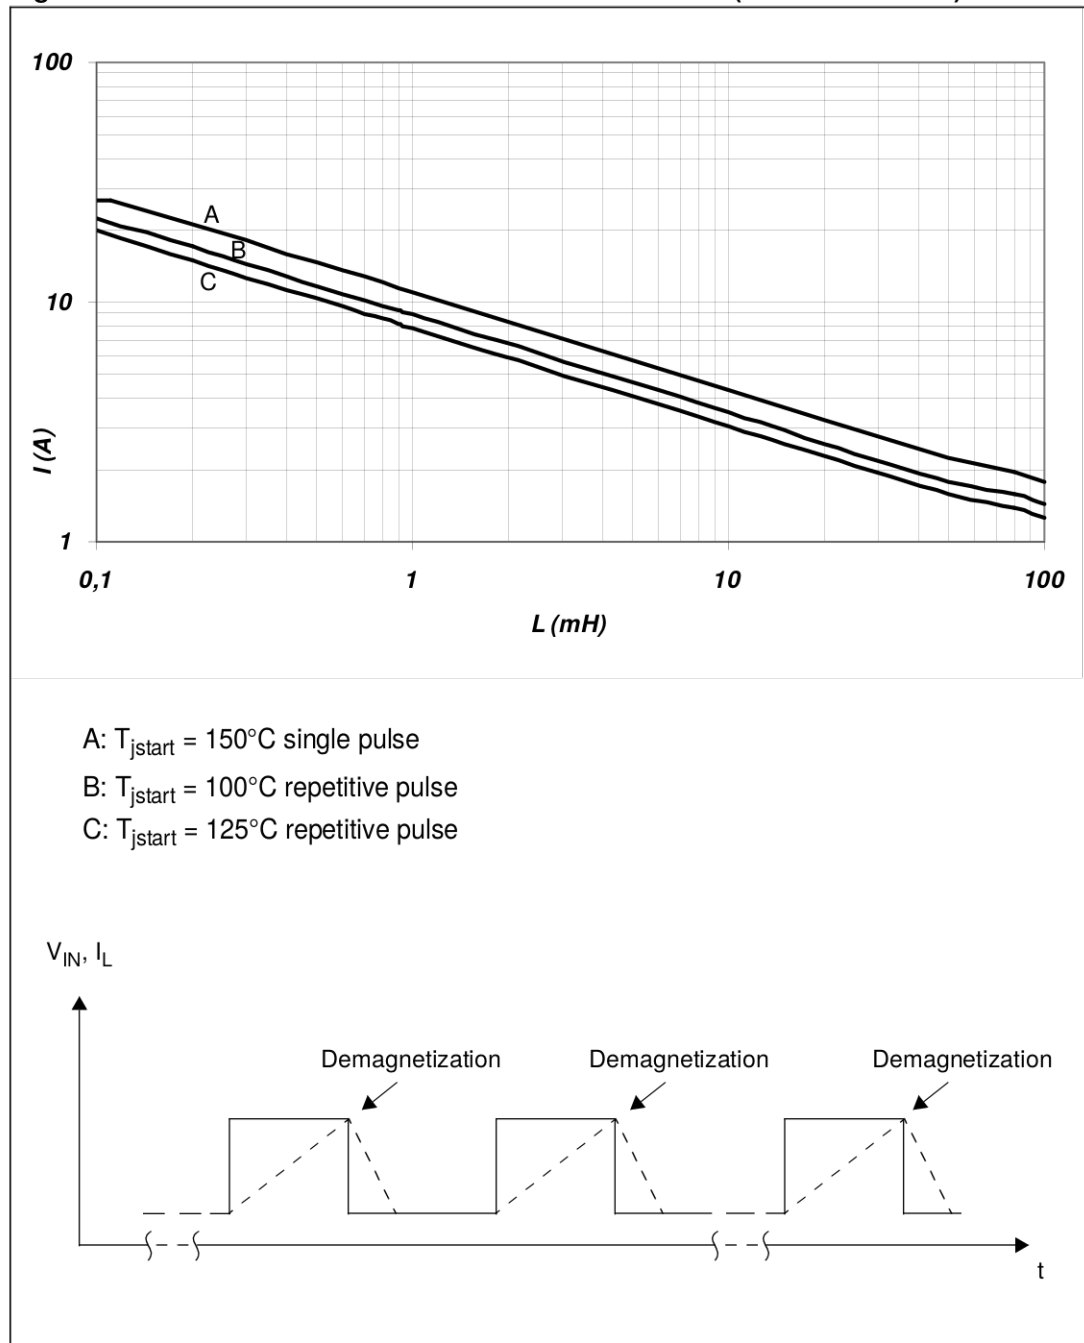 100
A
B
C
10
I (A)
1
0,1 1 10 100
L (mH)
A: Tjstart = 150°C single pulse
B: Tjstart = 100°C repetitive pulse
C: Tjstart = 125°C repetitive pulse
VIN, IL
Demagnetization Demagnetization Demagnetization
t